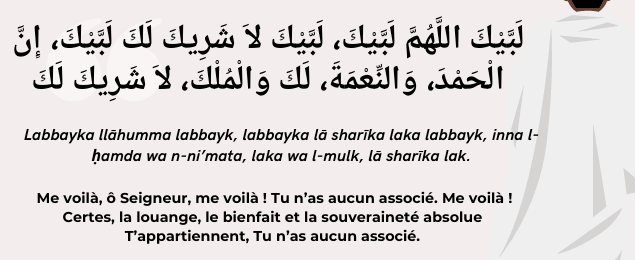 لَبَّيْكَ اللَّهُمَّ لَبَّيْكَ، لَبَّيْكَ لاَ شَرِيكَ لَكَ لَبَّيْكَ، إِنَّ
الْحَمْدَ، وَالنِّعْمَةَ، لَكَ وَالْمُلْكَ، لاَ شَرِيكَ لَكَ
Labbayka llāhumma labbayk, labbayka lā sharīka laka labbayk, inna l-
ḥamda wa n-ni’mata, laka wa l-mulk, lā sharīka lak.
Me voilà, ô Seigneur, me voilà ! Tu n’as aucun associé. Me voilà !
Certes, la louange, le bienfait et la souveraineté absolue
T’appartiennent, Tu n’as aucun associé.